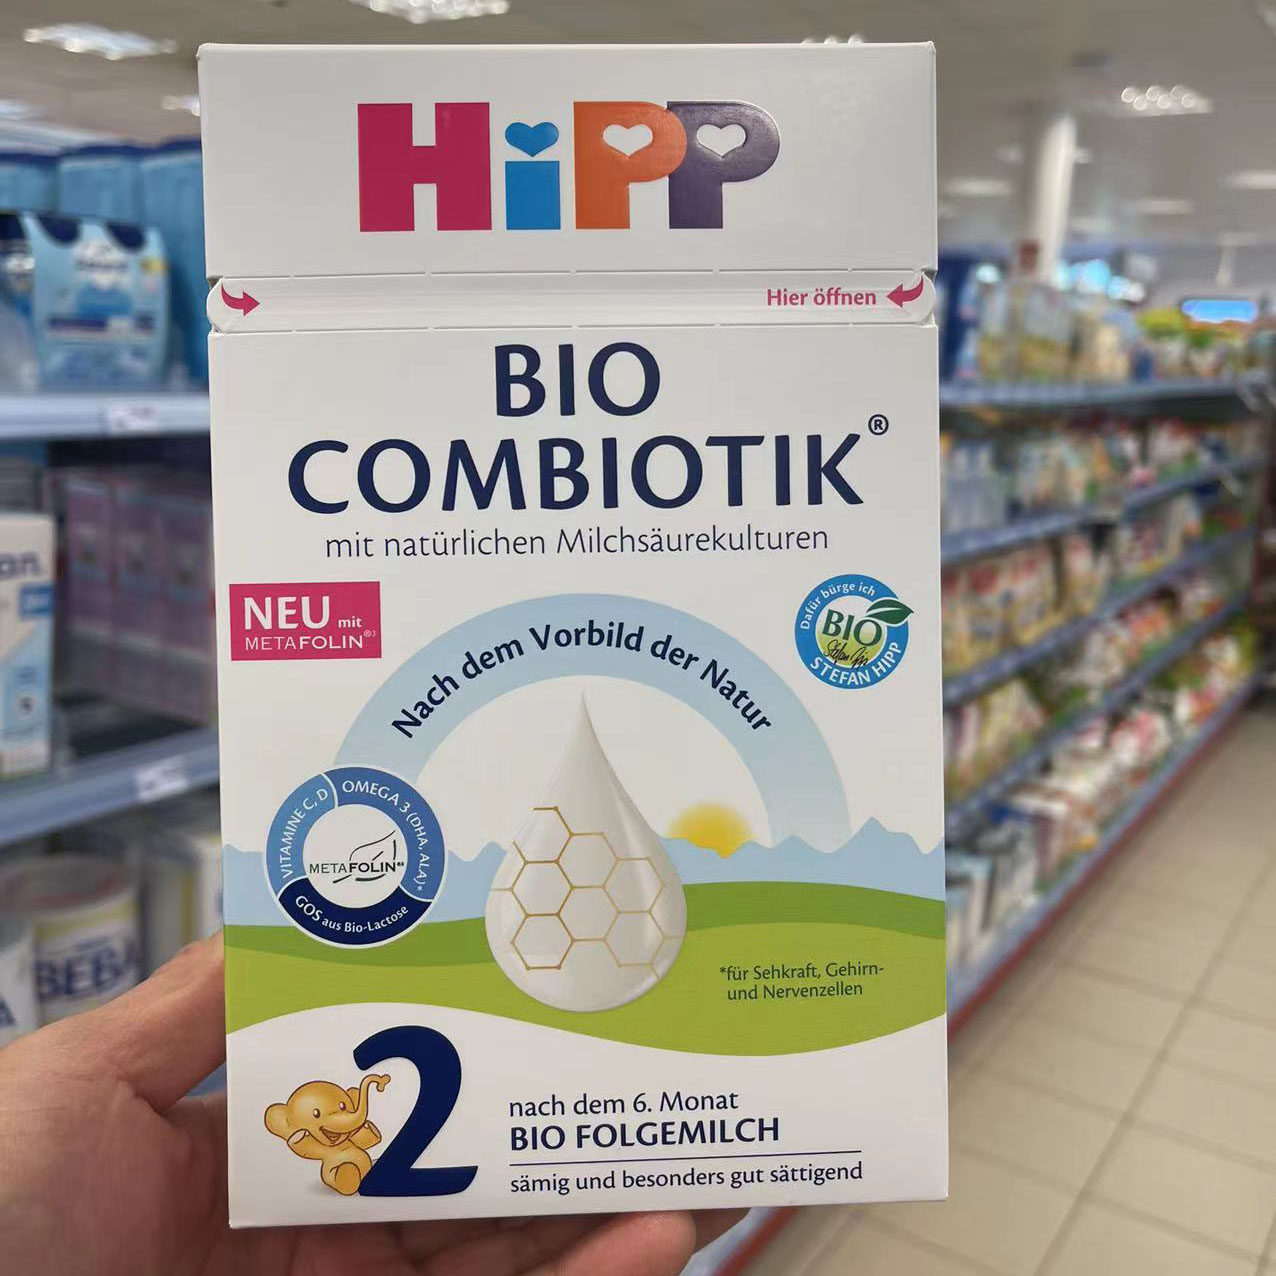 HiPP
Hier öffnen
BIO
COMBIOTIK®
mit natürlichen Milchsäurekulturen
NEU mit
METAFOLIN®³
Nach dem Vorbild der Natur
Dafür bürge ich
BIO
STEFAN HIPP
VITAMINE C, D
OMEGA 3 (DHA, ALA)*
METAFOLIN®³
GOS aus Bio-Lactose
*für Sehkraft, Gehirn-
und Nervenzellen
2
nach dem 6. Monat
BIO FOLGEMILCH
sämig und besonders gut sättigend
BEBA